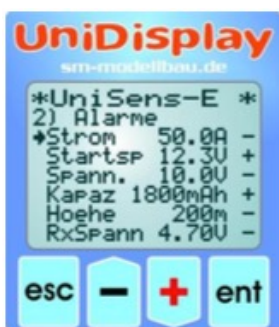 UniDisplay
sm-modellbau.de
*UniSens-E *
2) Alarme
→Strom 50.0A -
Startsp 12.3V +
Spann. 10.0V -
Kapaz 1800mAh +
Hoehe 200m -
RxSpann 4.70V -
esc - + ent